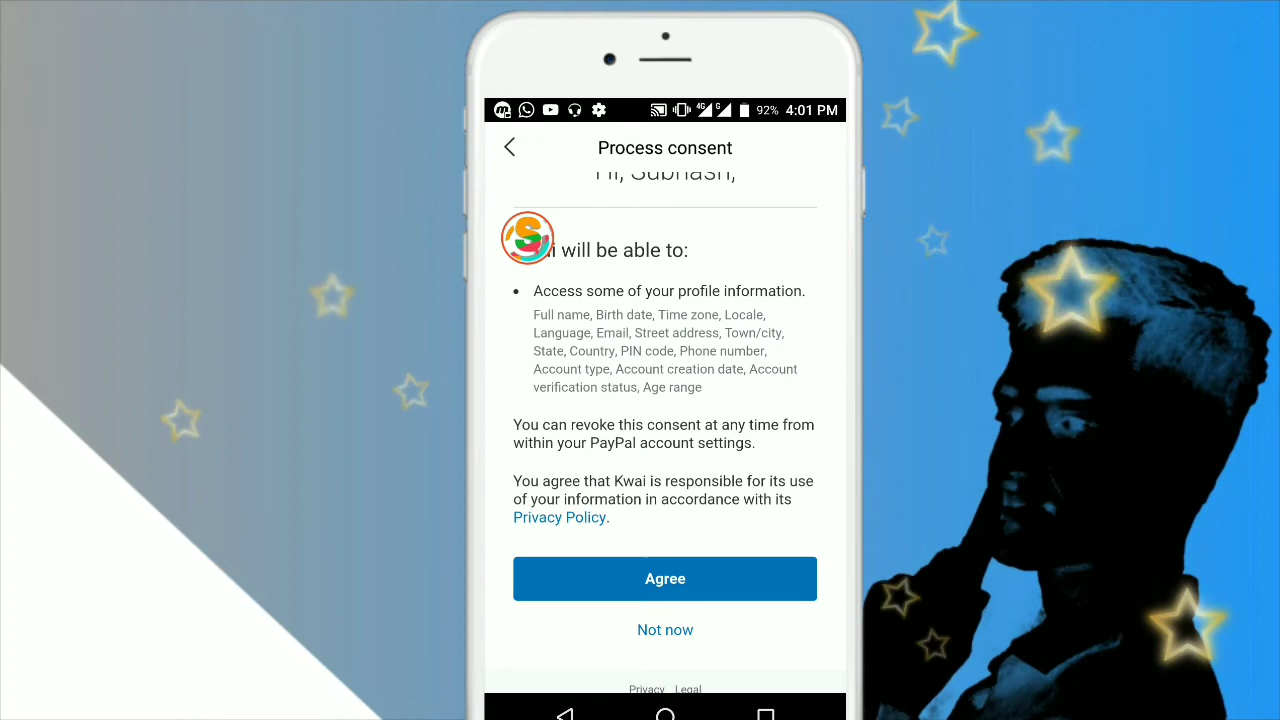 4G
G
92% 4:01 PM
Process consent
Hi, Subhash,
will be able to:
Access some of your profile information.
Full name, Birth date, Time zone, Locale,
Language, Email, Street address, Town/city,
State, Country, PIN code, Phone number,
Account type, Account creation date, Account
verification status, Age range
You can revoke this consent at any time from
within your PayPal account settings.
You agree that Kwai is responsible for its use
of your information in accordance with its
Privacy Policy.
Agree
Not now
Privacy Legal